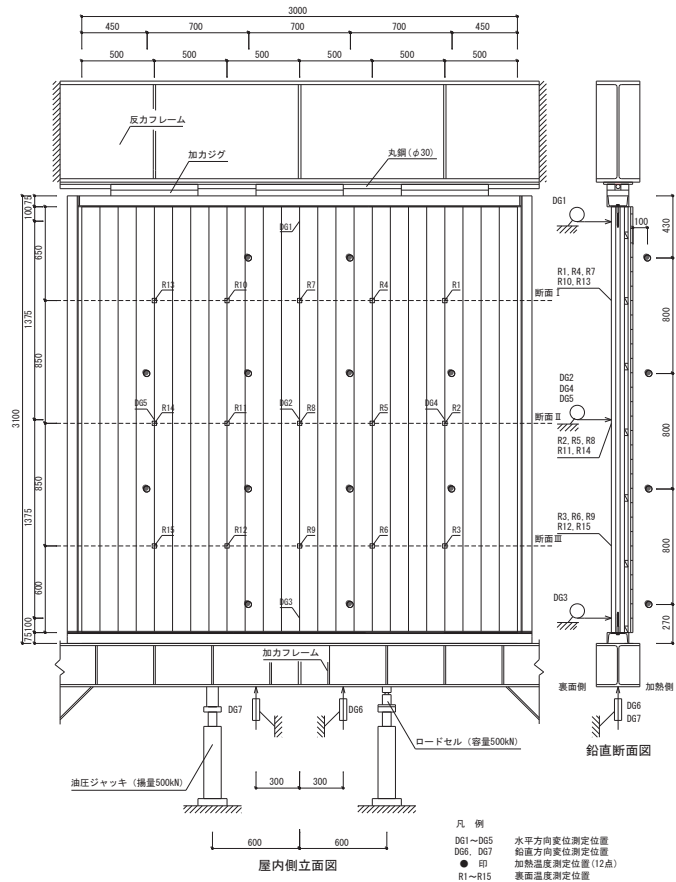 3000
450 700 700 700 450
500 500 500 500 500 500
反力フレーム
加力ジグ
丸鋼(φ30)
75
100
650
1375
850
3100
850
1375
600
100
75
DG1
R13 R10 R7 R4 R1
断面Ⅰ
DG5 R14 R11 DG2 R8 R5 DG4 R2
断面Ⅱ
R15 R12 R9 R6 R3
断面Ⅲ
DG3
加力フレーム
DG7
DG6
ロードセル(容量500kN)
油圧ジャッキ(揚量500kN)
300 300
600 600
屋内側立面図
DG1
100
430
R1,R4,R7
R10,R13
800
DG2
DG4
DG5
800
R2,R5,R8
R11,R14
R3,R6,R9
R12,R15
800
DG3
270
裏面側
加熱側
DG6
DG7
鉛直断面図
凡 例
DG1~DG5 水平方向変位測定位置
DG6, DG7 鉛直方向変位測定位置
● 印 加熱温度測定位置(12点)
R1~R15 裏面温度測定位置